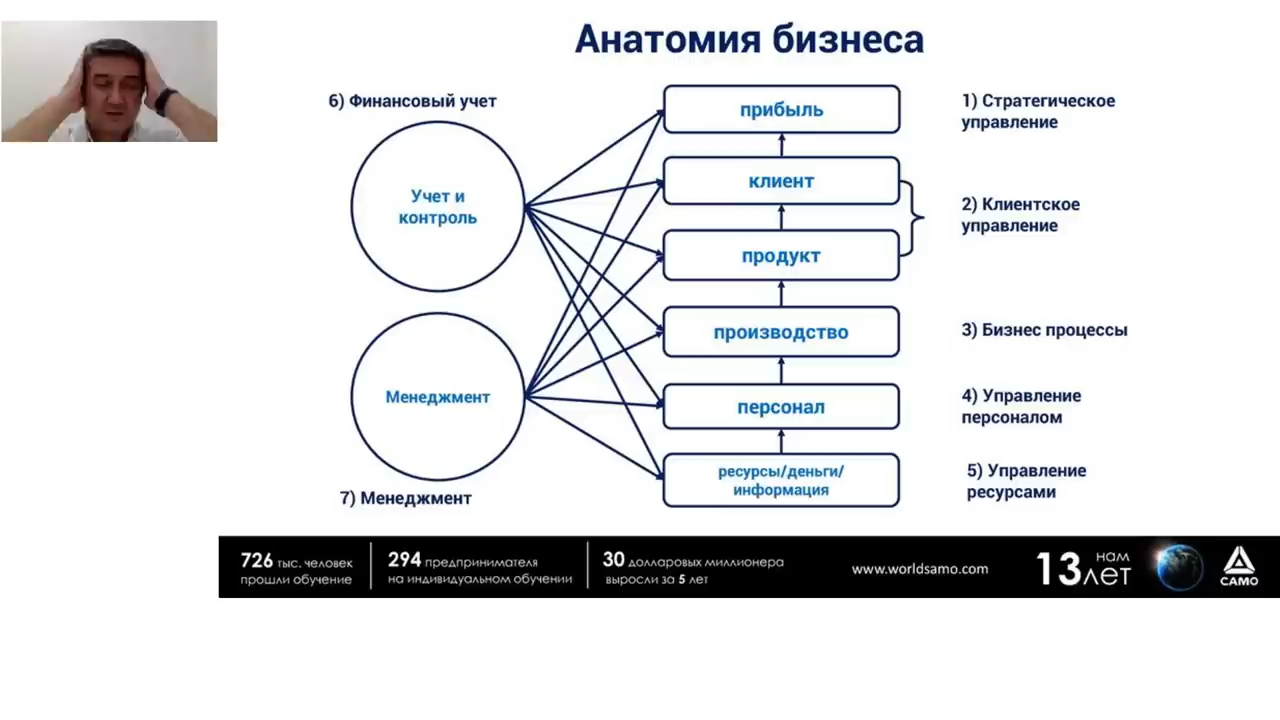 Анатомия бизнеса
6) Финансовый учет
Учет и
контроль
Менеджмент
7) Менеджмент
прибыль
клиент
продукт
производство
персонал
ресурсы/деньги/
информация
1) Стратегическое
управление
2) Клиентское
управление
3) Бизнес процессы
4) Управление
персоналом
5) Управление
ресурсами
726 тыс. человек
прошли обучение
294 предпринимателя
на индивидуальном обучении
30 долларовых миллионера
выросли за 5 лет
www.worldsamo.com
13 нам
лет
САМО